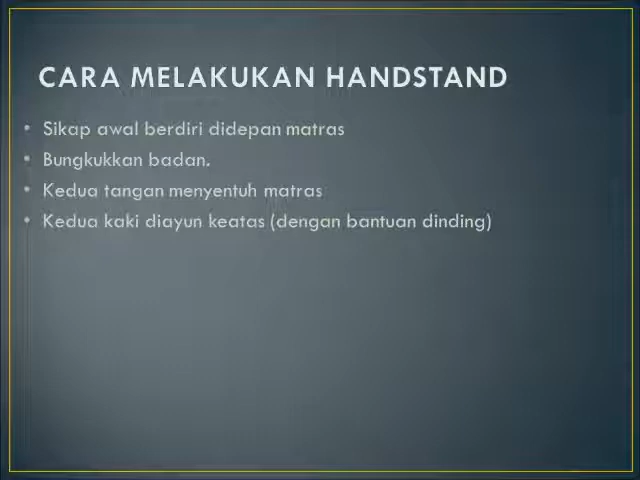 CARA MELAKUKAN HANDSTAND
• Sikap awal berdiri didepan matras
• Bungkukkan badan.
• Kedua tangan menyentuh matras
• Kedua kaki diayun keatas (dengan bantuan dinding)